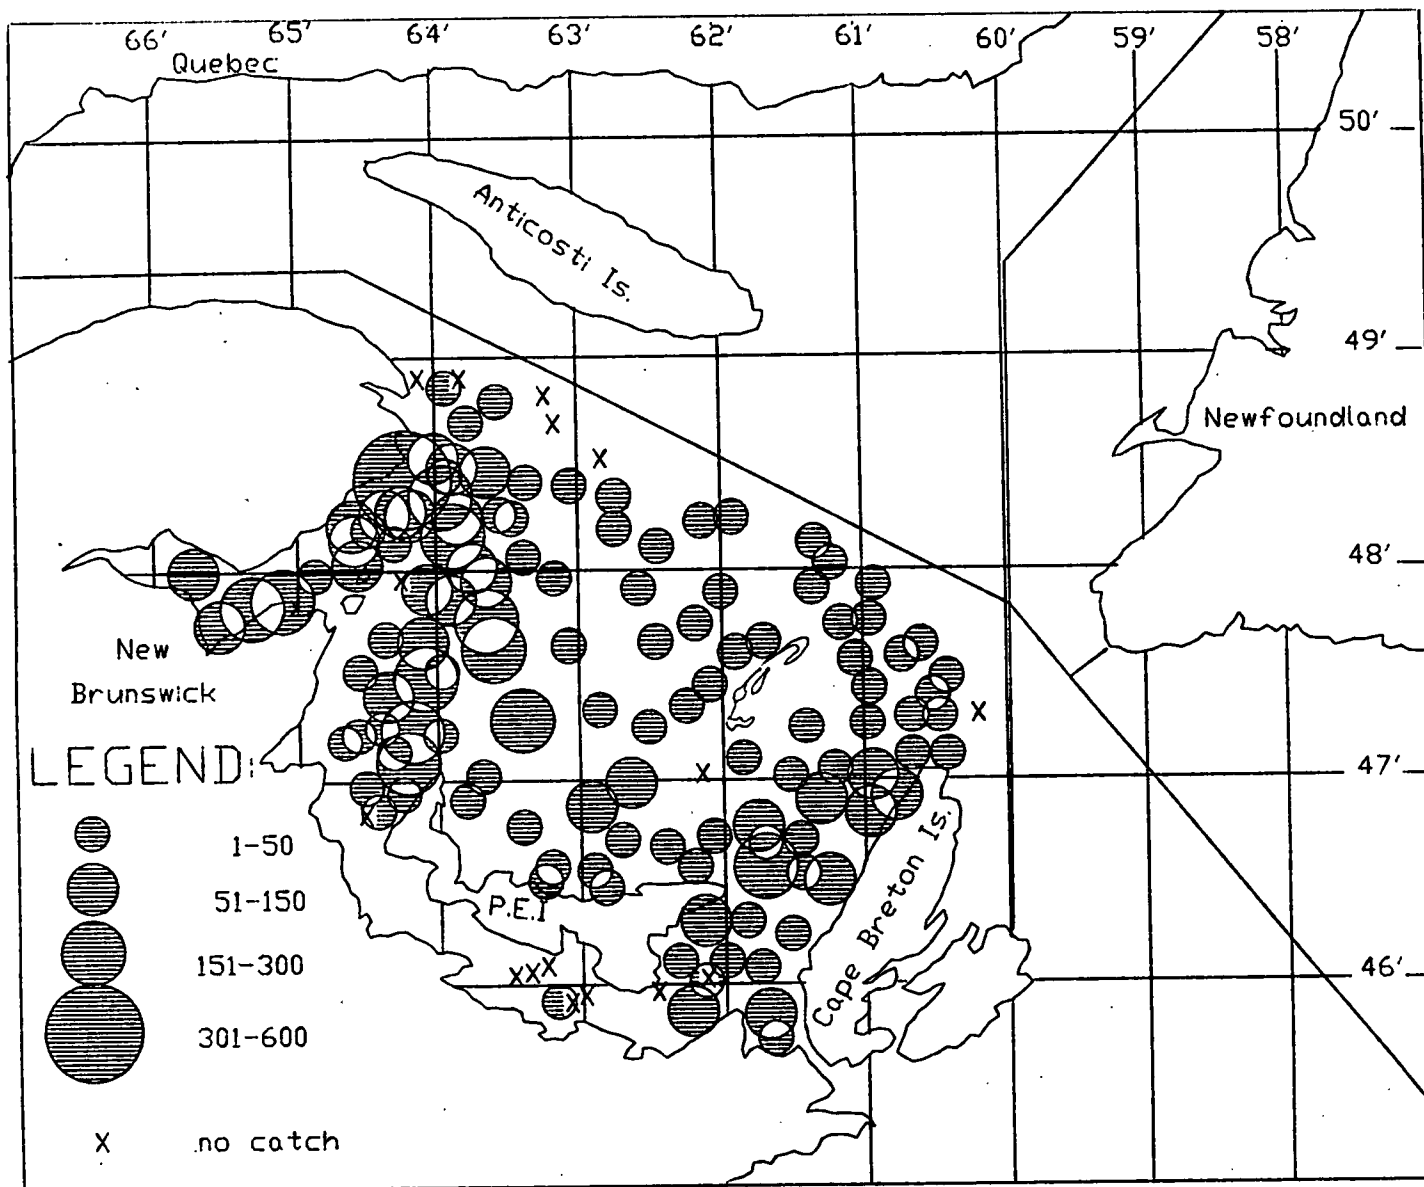 66' 65' 64' 63' 62' 61' 60' 59' 58'
Quebec
50'
Anticosti Is.
49'
Newfoundland
48'
New
Brunswick
47'
LEGEND:
1-50
51-150
151-300
301-600
x no catch
P.E.I
Cape Breton Is.
46'